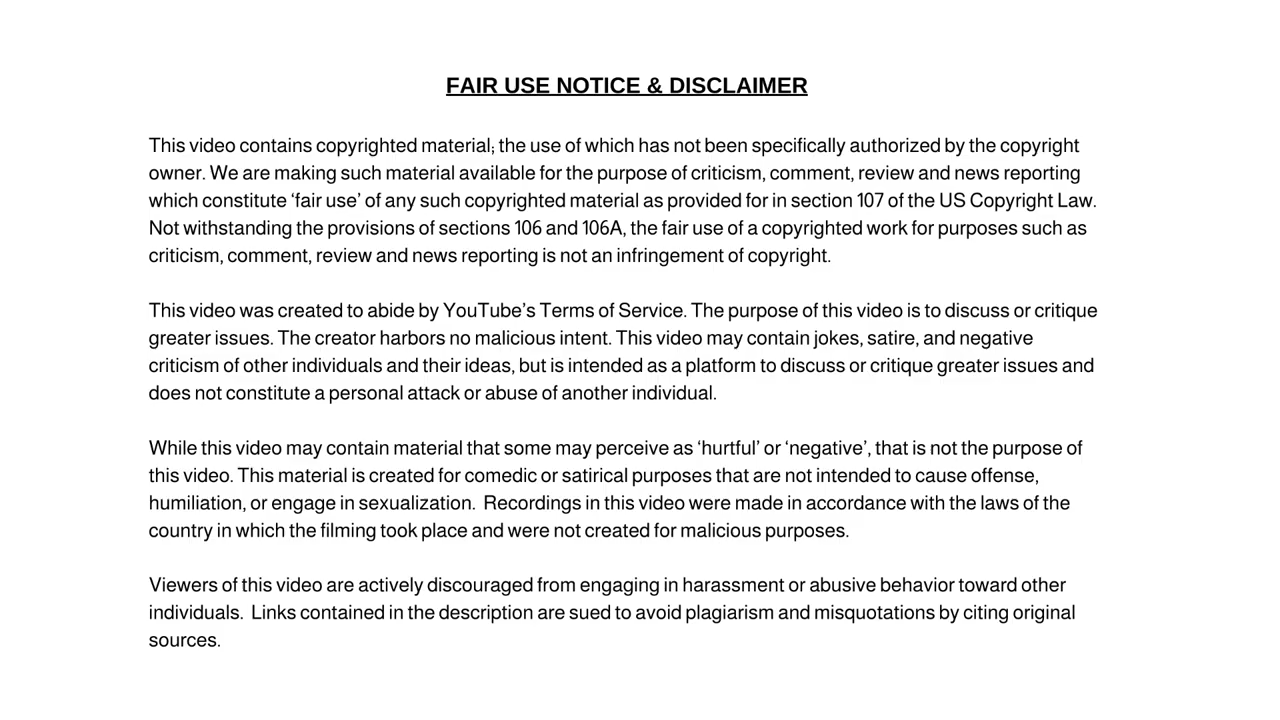 FAIR USE NOTICE & DISCLAIMER
This video contains copyrighted material; the use of which has not been specifically authorized by the copyright
owner. We are making such material available for the purpose of criticism, comment, review and news reporting
which constitute ‘fair use’ of any such copyrighted material as provided for in section 107 of the US Copyright Law.
Not withstanding the provisions of sections 106 and 106A, the fair use of a copyrighted work for purposes such as
criticism, comment, review and news reporting is not an infringement of copyright.
This video was created to abide by YouTube’s Terms of Service. The purpose of this video is to discuss or critique
greater issues. The creator harbors no malicious intent. This video may contain jokes, satire, and negative
criticism of other individuals and their ideas, but is intended as a platform to discuss or critique greater issues and
does not constitute a personal attack or abuse of another individual.
While this video may contain material that some may perceive as ‘hurtful’ or ‘negative’, that is not the purpose of
this video. This material is created for comedic or satirical purposes that are not intended to cause offense,
humiliation, or engage in sexualization. Recordings in this video were made in accordance with the laws of the
country in which the filming took place and were not created for malicious purposes.
Viewers of this video are actively discouraged from engaging in harassment or abusive behavior toward other
individuals. Links contained in the description are sued to avoid plagiarism and misquotations by citing original
sources.